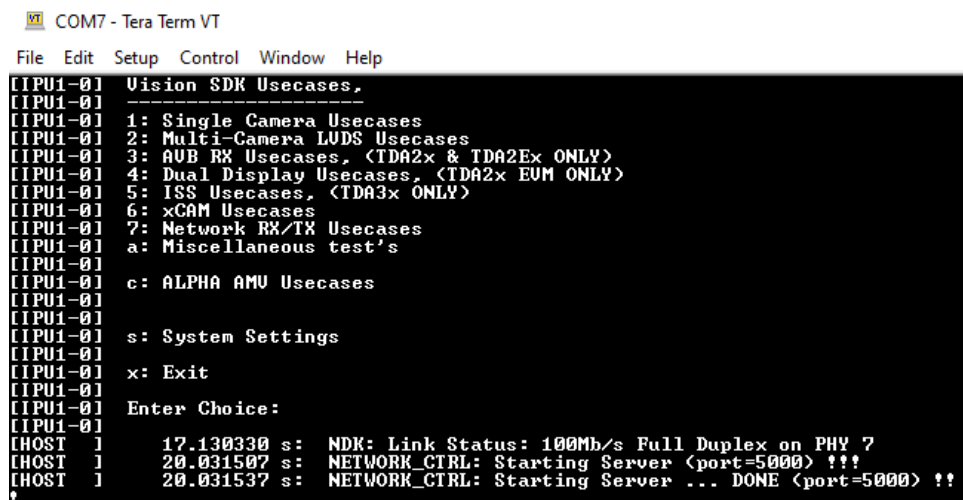 COM7 - Tera Term VT
File Edit Setup Control Window Help
[IPU1-0] Vision SDK Usecases,
[IPU1-0] ---------------------
[IPU1-0] 1: Single Camera Usecases
[IPU1-0] 2: Multi-Camera LVDS Usecases
[IPU1-0] 3: AVB RX Usecases, (TDA2x & TDA2Ex ONLY)
[IPU1-0] 4: Dual Display Usecases, (TDA2x EVM ONLY)
[IPU1-0] 5: ISS Usecases, (TDA3x ONLY)
[IPU1-0] 6: xCAM Usecases
[IPU1-0] 7: Network RX/TX Usecases
[IPU1-0] a: Miscellaneous test's
[IPU1-0]
[IPU1-0] c: ALPHA AMV Usecases
[IPU1-0]
[IPU1-0]
[IPU1-0] s: System Settings
[IPU1-0]
[IPU1-0] x: Exit
[IPU1-0]
[IPU1-0] Enter Choice:
[IPU1-0]
[HOST  ]     17.130330 s:  NDK: Link Status: 100Mb/s Full Duplex on PHY 7
[HOST  ]     20.031507 s:  NETWORK_CTRL: Starting Server (port=5000) !!!
[HOST  ]     20.031537 s:  NETWORK_CTRL: Starting Server ... DONE (port=5000) !!
!